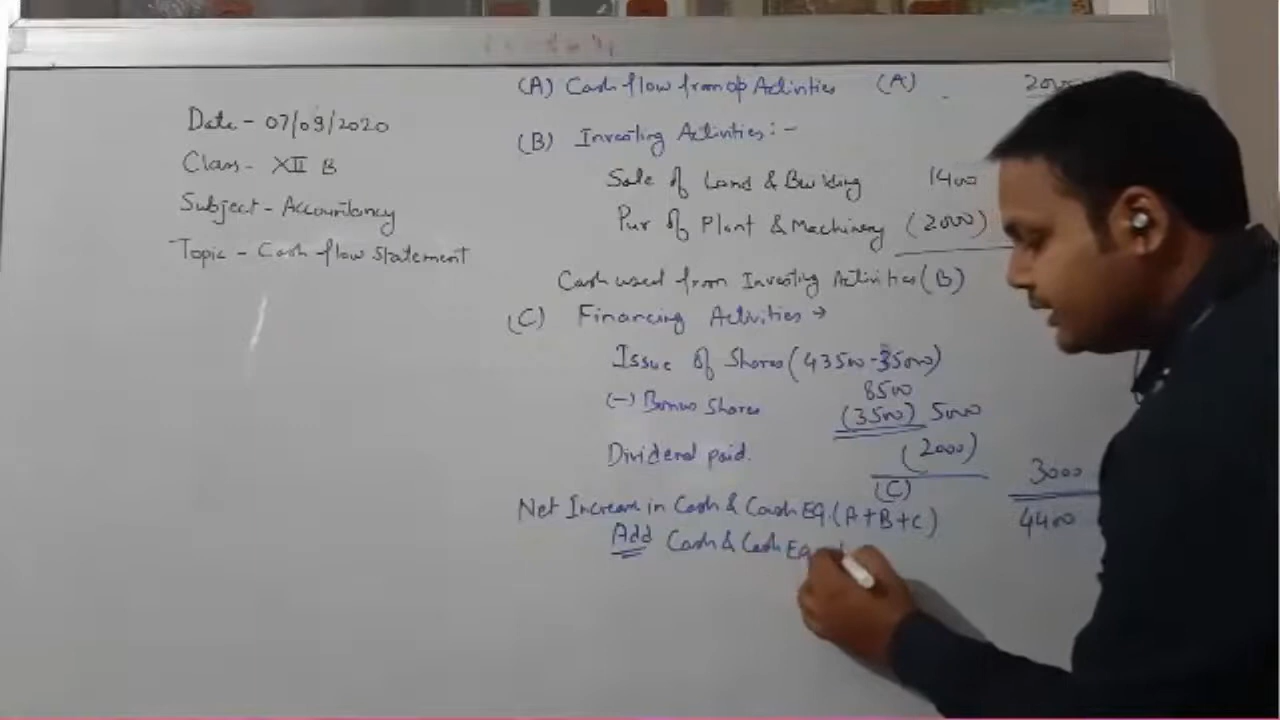 Date - 07/09/2020
Class - XII B
Subject - Accountancy
Topic - Cash flow Statement
(A) Cash flow from op Activities (A)
(B) Investing Activities :-
Sale of Land & Building 1400
Pur of Plant & Machinery (2000)
Cash used from Investing Activities (B)
(C) Financing Activities →
Issue of Shares (43500-35000)
8500
(-) Bonus Shares (3500) 5000
Dividend paid. (2000) 3000
(C)
Net Increase in Cash & Cash Eq. (A+B+C) 4400
Add Cash & Cash Eq